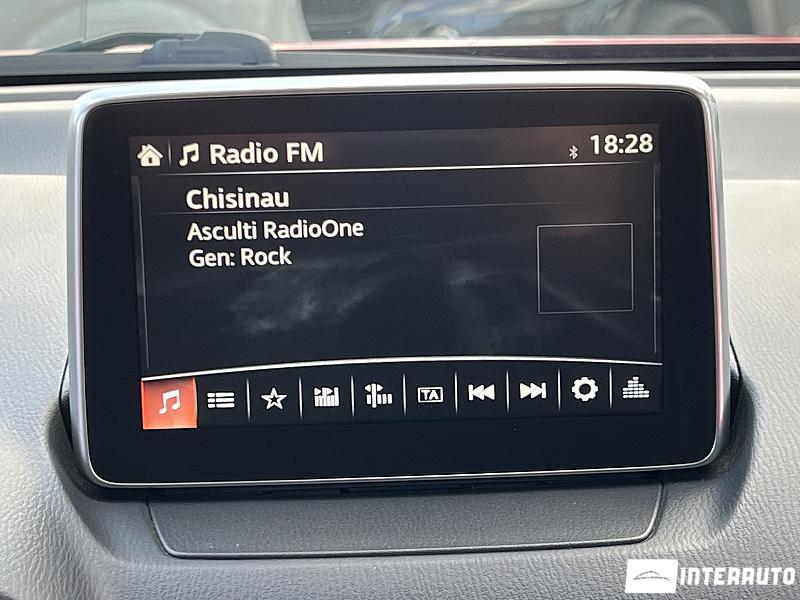 Radio FM
18:28
Chisinau
Asculti RadioOne
Gen: Rock
TA
INTERAUTO